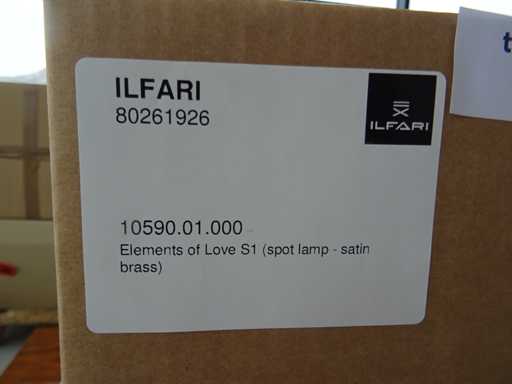 ILFARI
80261926
ILFARI
10590.01.000
Elements of Love S1 (spot lamp - satin
brass)
t